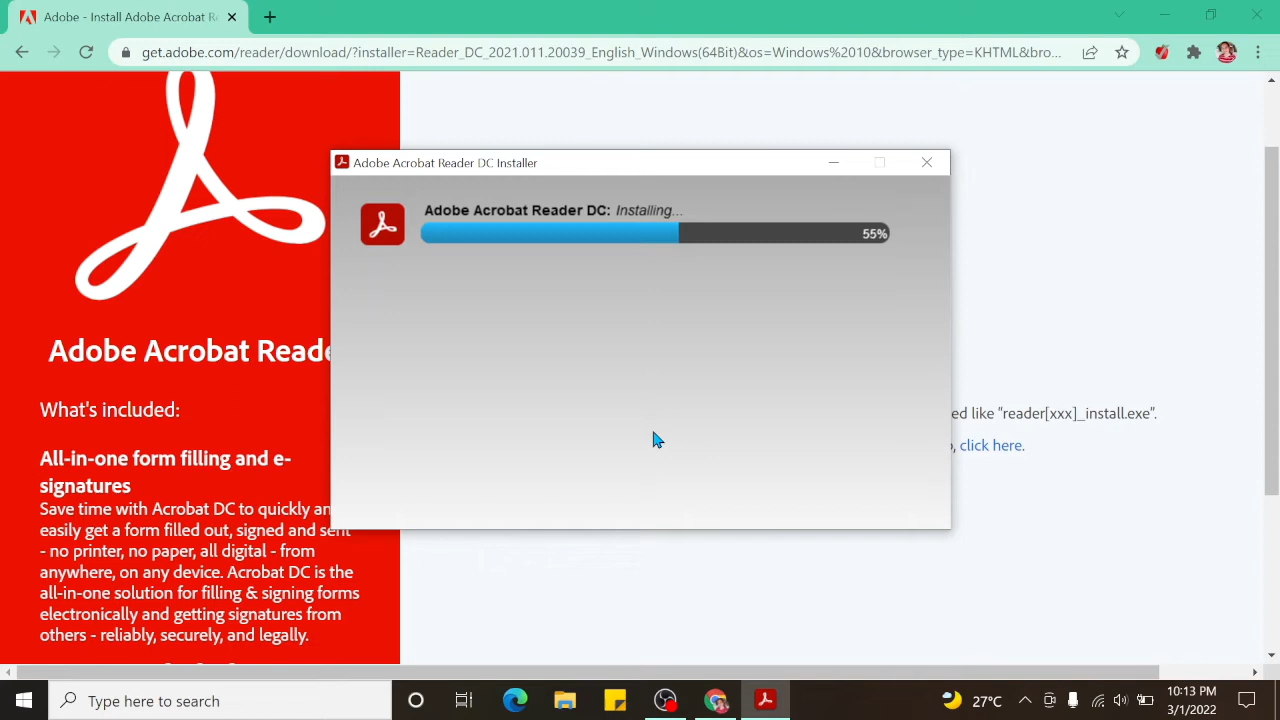 Adobe - Install Adobe Acrobat R
get.adobe.com/reader/download/?installer=Reader_DC_2021.011.20039_English_Windows(64Bit)&os=Windows%2010&browser_type=KHTML&bro...
Adobe Acrobat Reader DC Installer
Adobe Acrobat Reader DC: Installing...
55%
Adobe Acrobat Reade
What's included:
ed like "reader[xxx]_install.exe".
click here.
All-in-one form filling and e-
signatures
Save time with Acrobat DC to quickly an
easily get a form filled out, signed and sent
- no printer, no paper, all digital - from
anywhere, on any device. Acrobat DC is the
all-in-one solution for filling & signing forms
electronically and getting signatures from
others - reliably, securely, and legally.
Type here to search
27°C
10:13 PM
3/1/2022